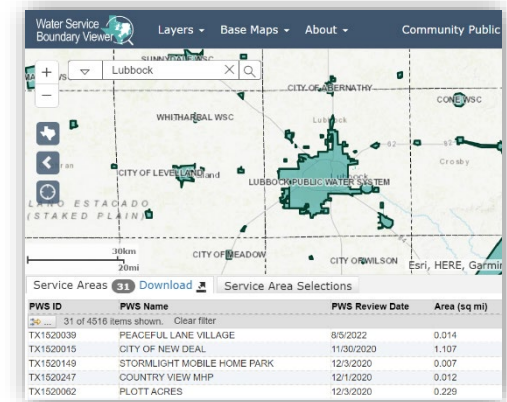 Water Service
Boundary Viewer
Layers
Base Maps
About
Community Public
Lubbock
CITY OF ABERNATHY
CONE WSC
WHITHARRAL WSC
Lubbock
62
Crosby
CITY OF LEVELLAND
LUBBOCK PUBLIC WATER SYSTEM
Lubbock
LLANO ESTACADO
(STAKED PLAIN)
84
30km
20mi
CITY OF MEADOW
CITY OF WILSON
Esri, HERE, Garmin
Service Areas 31 Download
Service Area Selections
PWS ID PWS Name PWS Review Date Area (sq mi)
... 31 of 4516 items shown. Clear filter
TX1520039 PEACEFUL LANE VILLAGE 8/5/2022 0.014
TX1520015 CITY OF NEW DEAL 11/30/2020 1.107
TX1520149 STORMLIGHT MOBILE HOME PARK 12/3/2020 0.007
TX1520247 COUNTRY VIEW MHP 12/1/2020 0.012
TX1520062 PLOTT ACRES 12/3/2020 0.229